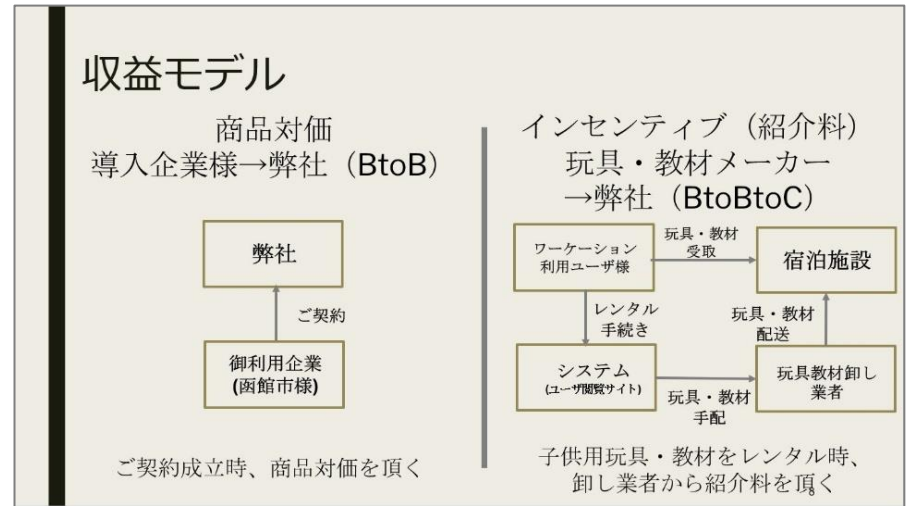 収益モデル
商品対価
導入企業様→弊社（BtoB）
弊社
ご契約
御利用企業
(函館市様)
ご契約成立時、商品対価を頂く
インセンティブ（紹介料）
玩具・教材メーカー
→弊社（BtoBtoC）
ワーケーション
利用ユーザ様
玩具・教材
受取
宿泊施設
レンタル
手続き
玩具・教材
配送
システム
(ユーザ閲覧サイト)
玩具・教材
手配
玩具教材卸し
業者
子供用玩具・教材をレンタル時、
卸し業者から紹介料を頂く
8